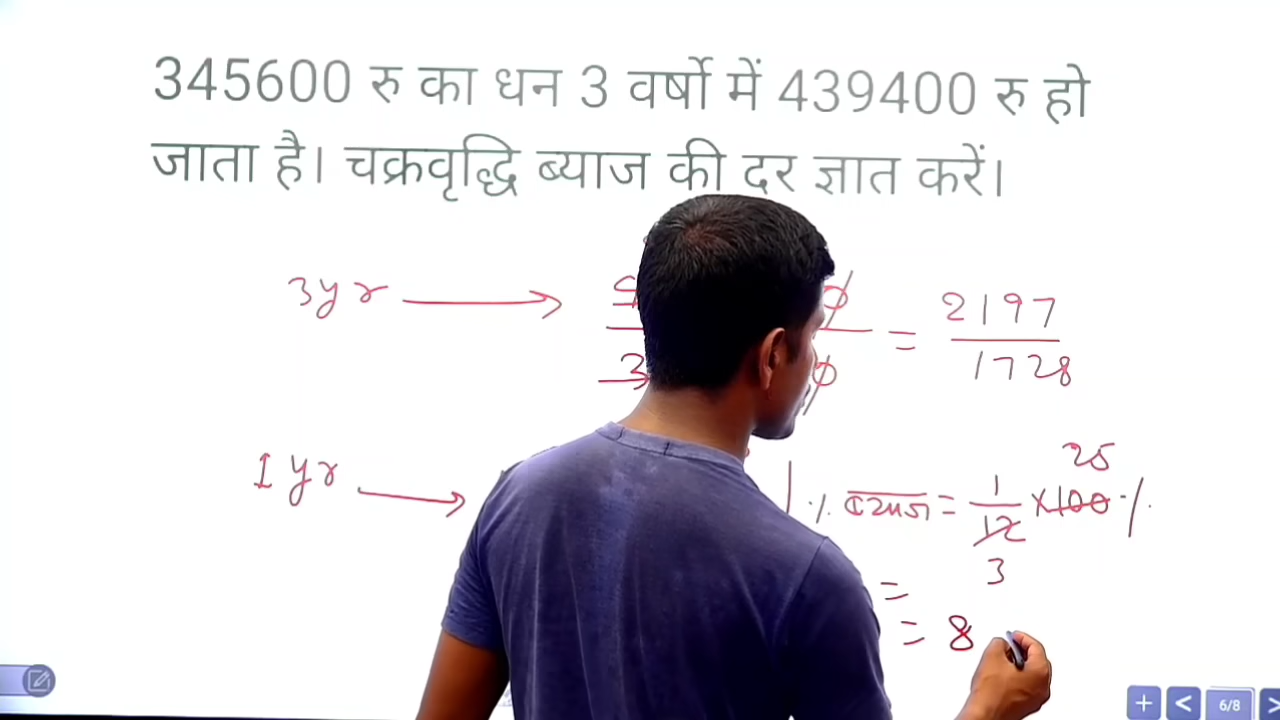 345600 रु का धन 3 वर्षो में 439400 रु हो
जाता है। चक्रवृद्धि ब्याज की दर ज्ञात करें।
3yr → = 2197/1728
1yr → % ब्याज = 1/12 × 100 %
25
3
=
= 8
6/8